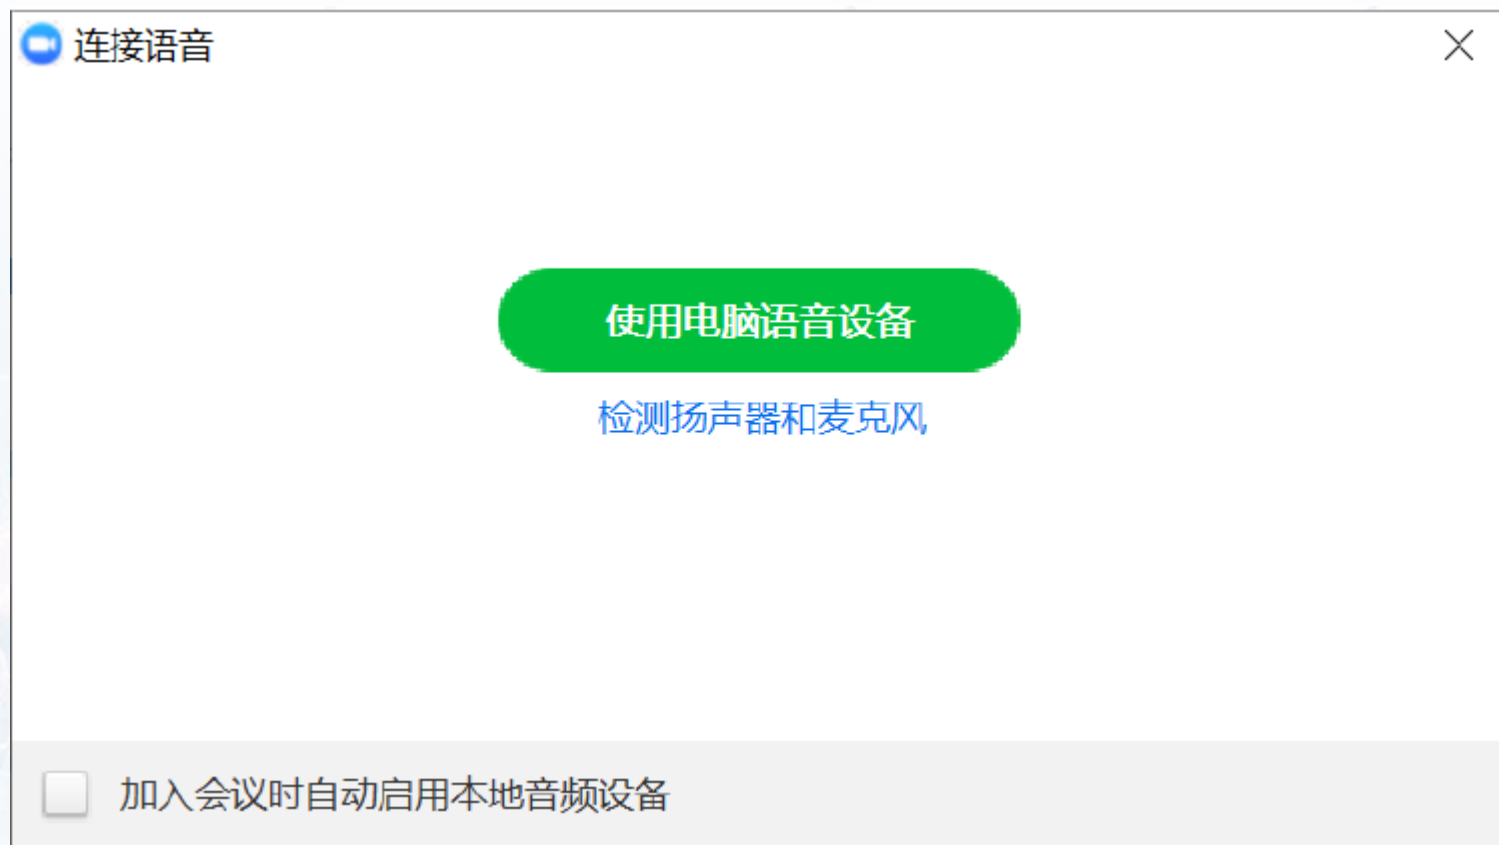 连接语音
使用电脑语音设备
检测扬声器和麦克风
加入会议时自动启用本地音频设备